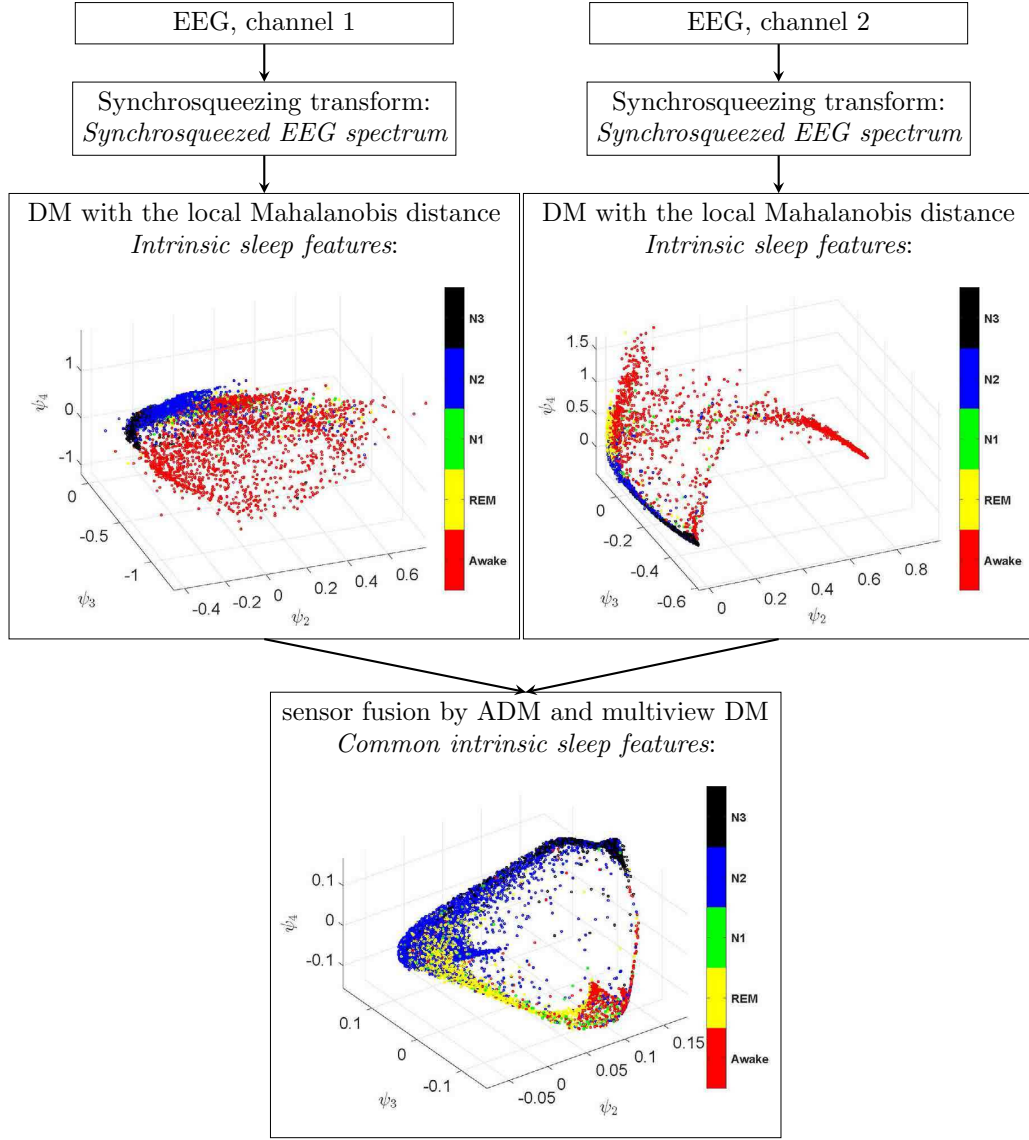 EEG, channel 1
EEG, channel 2
Synchrosqueezing transform:
Synchrosqueezed EEG spectrum
Synchrosqueezing transform:
Synchrosqueezed EEG spectrum
DM with the local Mahalanobis distance
Intrinsic sleep features:
N3
N2
N1
REM
Awake
1
0
-1
ψ4
0
-0.5
-1
ψ3
-0.4
-0.2
0
0.2
0.4
0.6
ψ2
DM with the local Mahalanobis distance
Intrinsic sleep features:
N3
N2
N1
REM
Awake
1.5
1
0.5
0
ψ4
0
-0.2
-0.4
-0.6
ψ3
0
0.2
0.4
0.6
0.8
ψ2
sensor fusion by ADM and multiview DM
Common intrinsic sleep features:
N3
N2
N1
REM
Awake
0.1
0
-0.1
ψ4
0.1
0
-0.1
ψ3
-0.05
0
0.05
0.1
0.15
ψ2